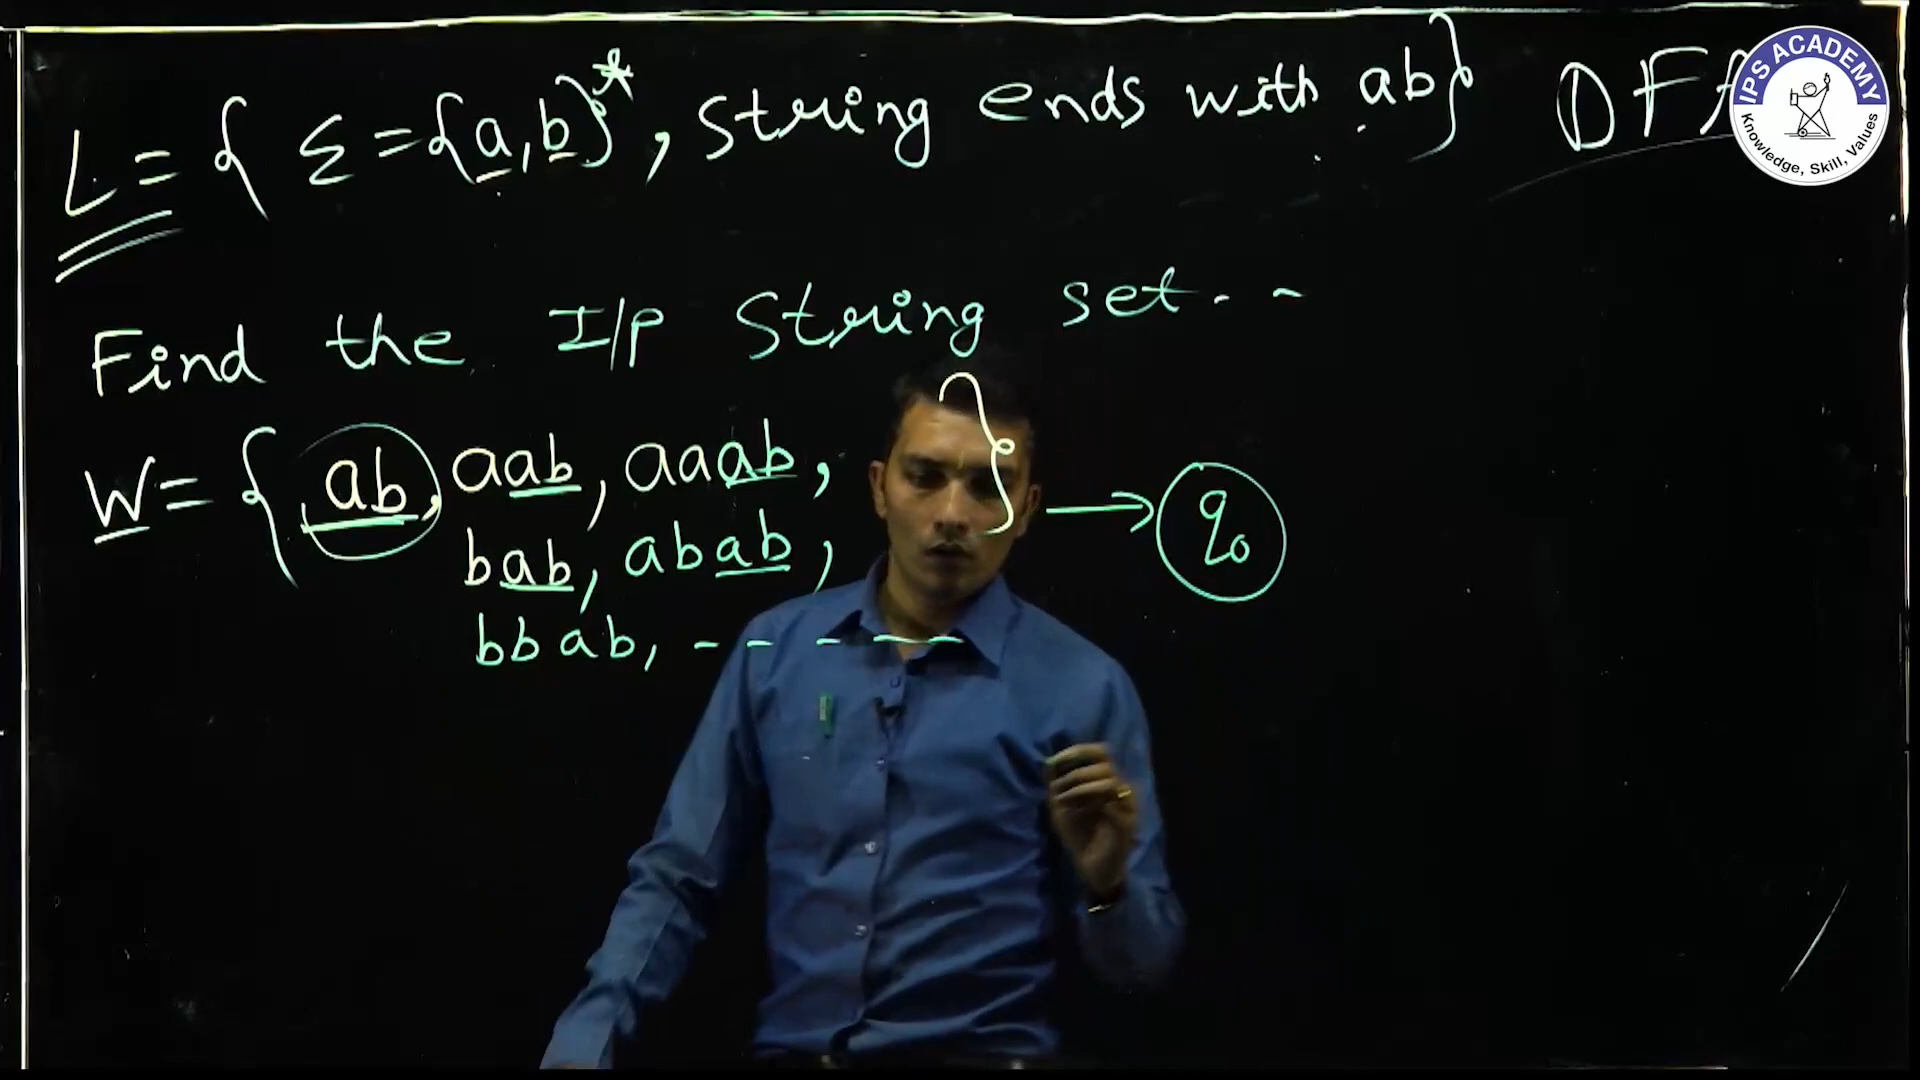 L = { Σ = {a,b}*, string ends with ab} DFA
IPS ACADEMY
Knowledge, Skill, Values
Find the I/P String set - -
W = { ab, aab, aaab, } → q₀
bab, abab,
bbab, - - - - -